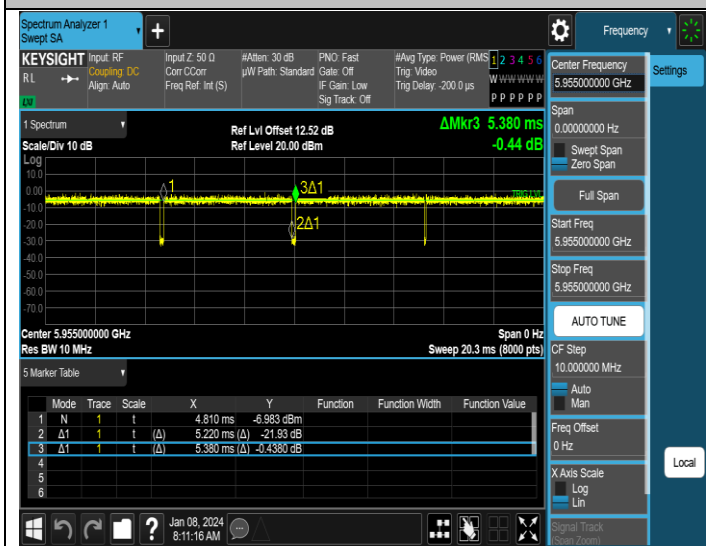 Spectrum Analyzer 1
Swept SA
Frequency
KEYSIGHT Input: RF Input Z: 50 Ω #Atten: 30 dB PNO: Fast #Avg Type: Power (RMS 1 2 3 4 5 6
RL Coupling: DC Corr CCorr µW Path: Standard Gate: Off Trig: Video W W W W W W
Align: Auto Freq Ref: Int (S) IF Gain: Low Trig Delay: -200.0 µs
Sig Track: Off P P P P P P
LXI
1 Spectrum Ref Lvl Offset 12.52 dB ΔMkr3 5.380 ms
Scale/Div 10 dB Ref Level 20.00 dBm -0.44 dB
Log
10.0
0.00
-10.0
-20.0
-30.0
-40.0
-50.0
-60.0
-70.0
1
3Δ1
TRIG LVL
2Δ1
Center 5.955000000 GHz Span 0 Hz
Res BW 10 MHz Sweep 20.3 ms (8000 pts)
5 Marker Table
Mode Trace Scale X Y Function Function Width Function Value
1 N 1 t 4.810 ms -6.983 dBm
2 Δ1 1 t (Δ) 5.220 ms (Δ) -21.93 dB
3 Δ1 1 t (Δ) 5.380 ms (Δ) -0.4380 dB
4
5
6
Jan 08, 2024
8:11:16 AM
Center Frequency
5.955000000 GHz
Settings
Span
0.00000000 Hz
Swept Span
Zero Span
Full Span
Start Freq
5.955000000 GHz
Stop Freq
5.955000000 GHz
AUTO TUNE
CF Step
10.000000 MHz
Auto
Man
Freq Offset
0 Hz
X Axis Scale
Log
Lin
Local
Signal Track
(Span Zoom)